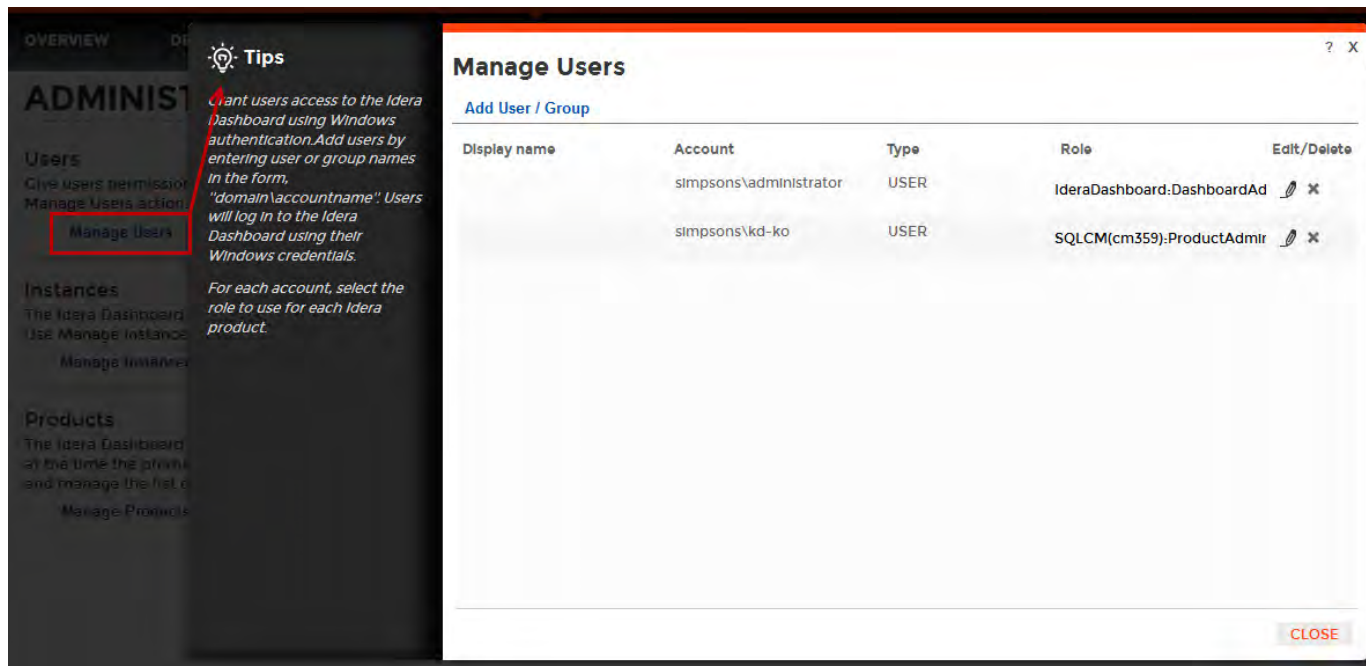 OVERVIEW
ADMINIS
Users
Give users permission
Manage Users action
Manage Users
Instances
The Idera Dashboard
Use Manage Instance
Manage Instances
Products
The Idera Dashboard
at the time the
and manage the list
Manage Products
Tips
Grant users access to the Idera
Dashboard using Windows
authentication.Add users by
entering user or group names
in the form,
"domain\accountname". Users
will log in to the Idera
Dashboard using their
Windows credentials.
For each account, select the
role to use for each Idera
product.
? X
Manage Users
Add User / Group
Display name Account Type Role Edit/Delete
simpsons\administrator USER IderaDashboard:DashboardAd
simpsons\kd-ko USER SQLCM(cm359):ProductAdmir
CLOSE